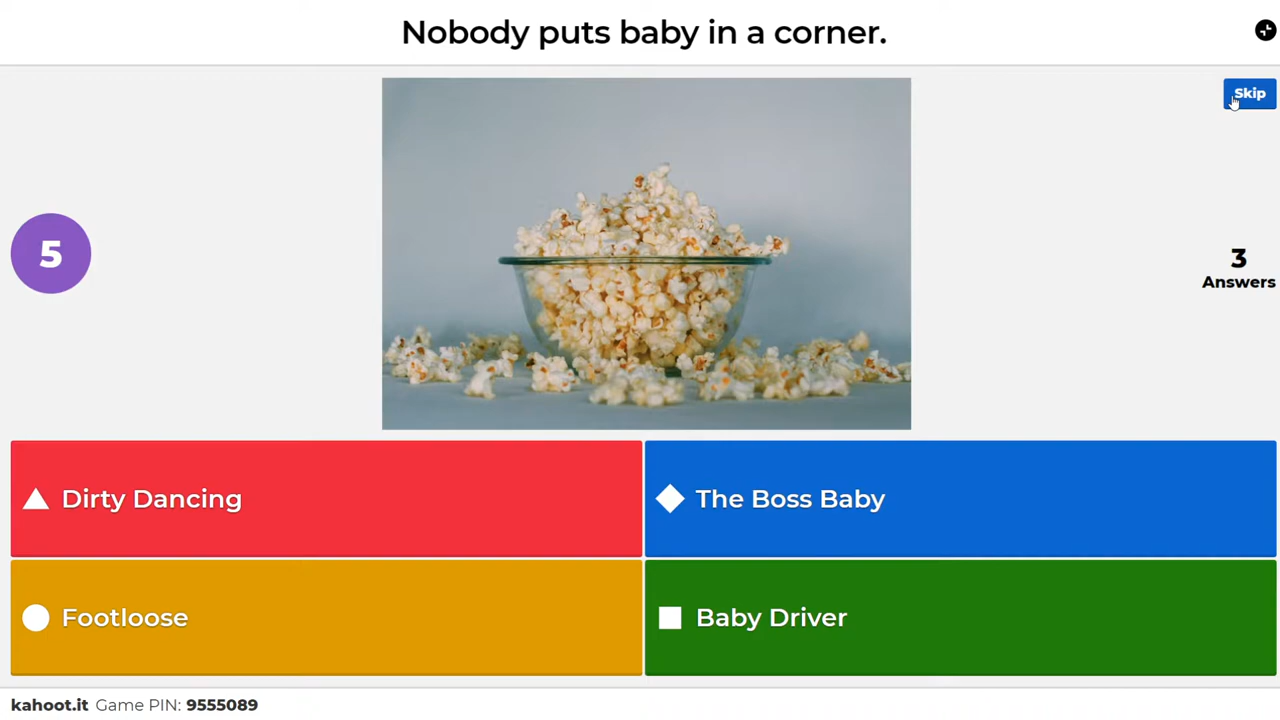 Nobody puts baby in a corner.
Skip
5
3
Answers
Dirty Dancing
The Boss Baby
Footloose
Baby Driver
kahoot.it Game PIN: 9555089